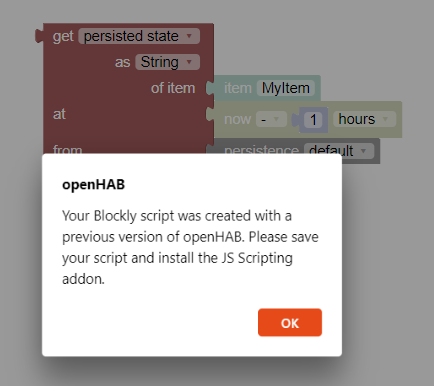 get persisted state
as String
of item item MyItem
at now - 1 hours
from persistence default
openHAB
Your Blockly script was created with a
previous version of openHAB. Please save
your script and install the JS Scripting
addon.
OK